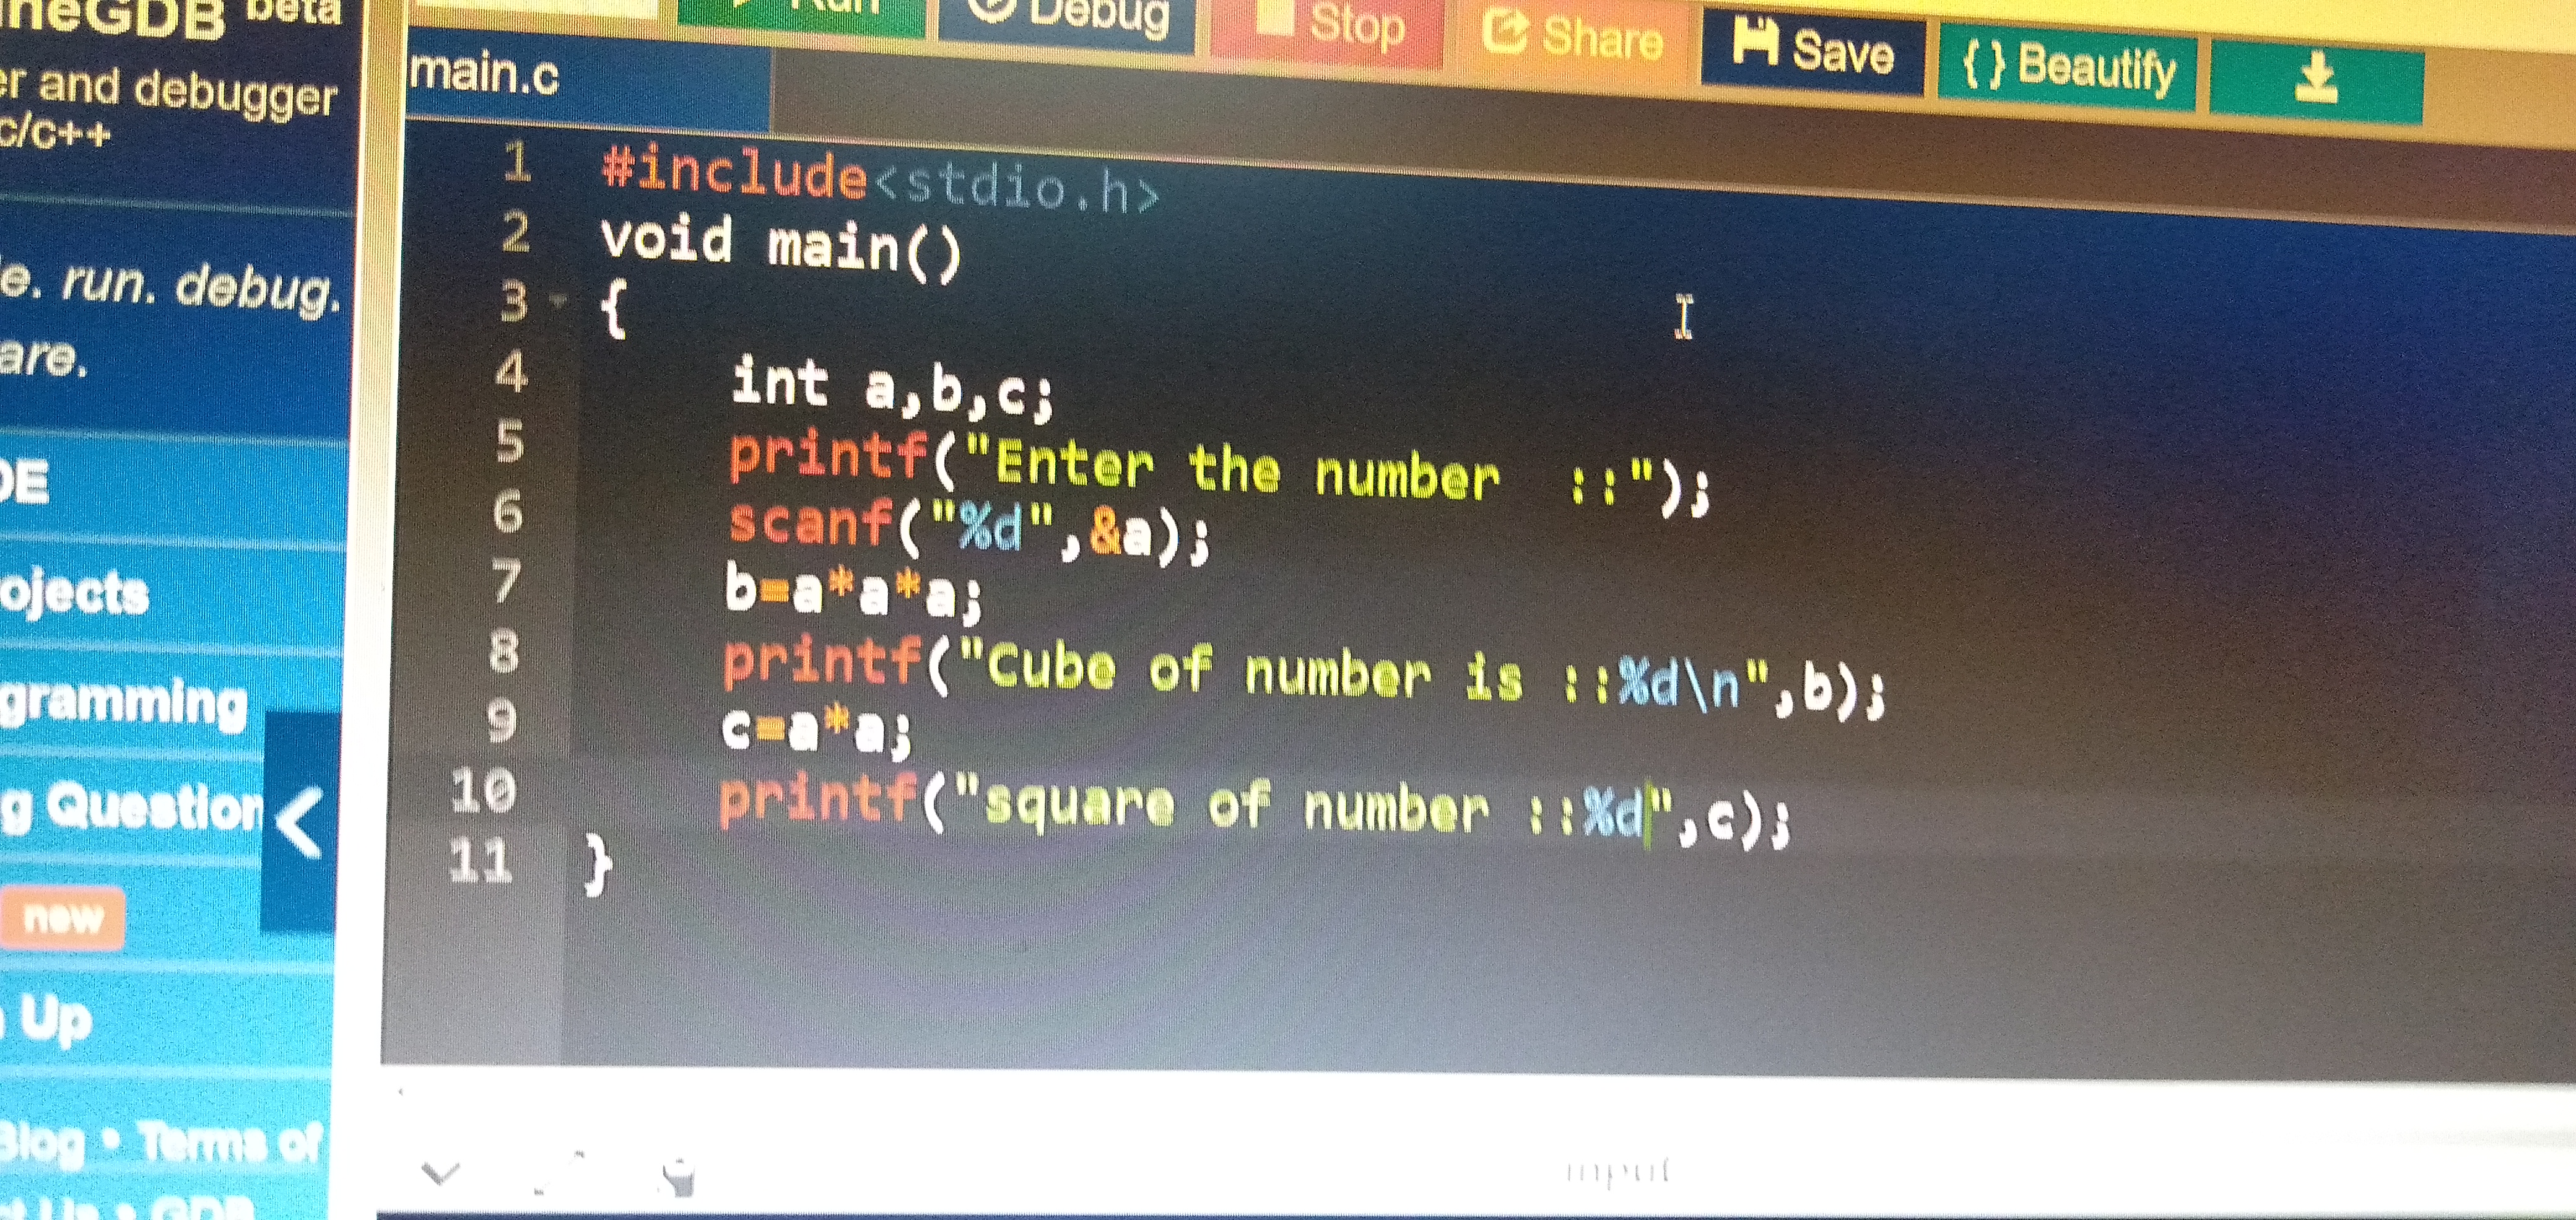 neGDB beta
er and debugger
c/c++
e. run. debug.
are.
DE
ojects
gramming
g Question
new
Up
Blog • Terms of
GDB
Run Debug Stop Share Save {} Beautify
main.c
1 #include<stdio.h>
2 void main()
3 {
4 int a,b,c;
5 printf("Enter the number  ::");
6 scanf("%d",&a);
7 b=a*a*a;
8 printf("Cube of number is ::%d\n",b);
9 c=a*a;
10 printf("square of number ::%d",c);
11 }
input